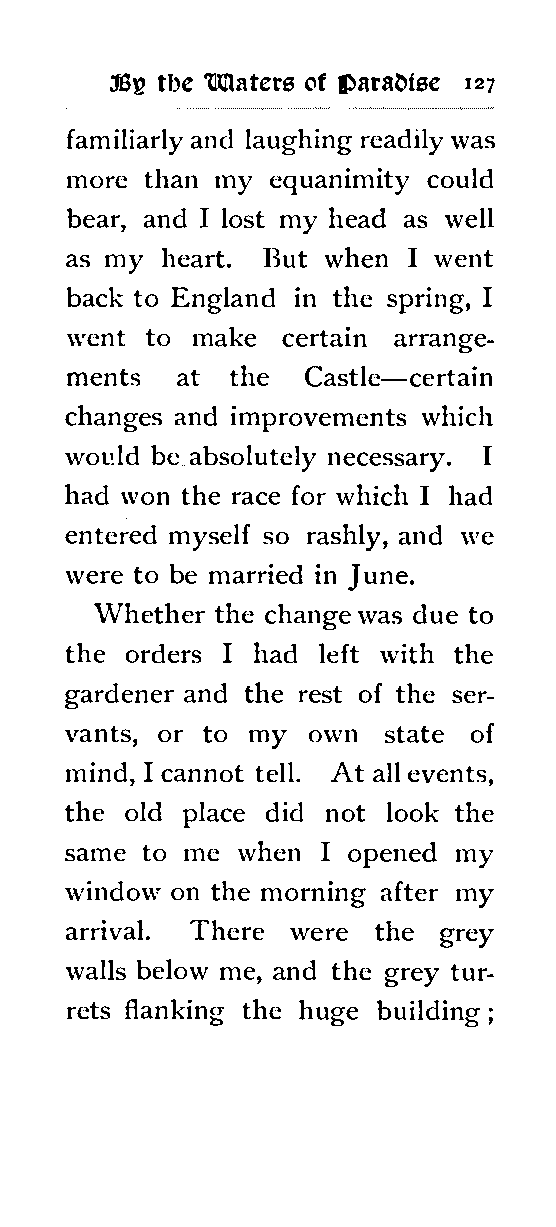 By the Waters of Paradise 127
familiarly and laughing readily was
more than my equanimity could
bear, and I lost my head as well
as my heart. But when I went
back to England in the spring, I
went to make certain arrange-
ments at the Castle—certain
changes and improvements which
would be absolutely necessary. I
had won the race for which I had
entered myself so rashly, and we
were to be married in June.
Whether the change was due to
the orders I had left with the
gardener and the rest of the ser-
vants, or to my own state of
mind, I cannot tell. At all events,
the old place did not look the
same to me when I opened my
window on the morning after my
arrival. There were the grey
walls below me, and the grey tur-
rets flanking the huge building;